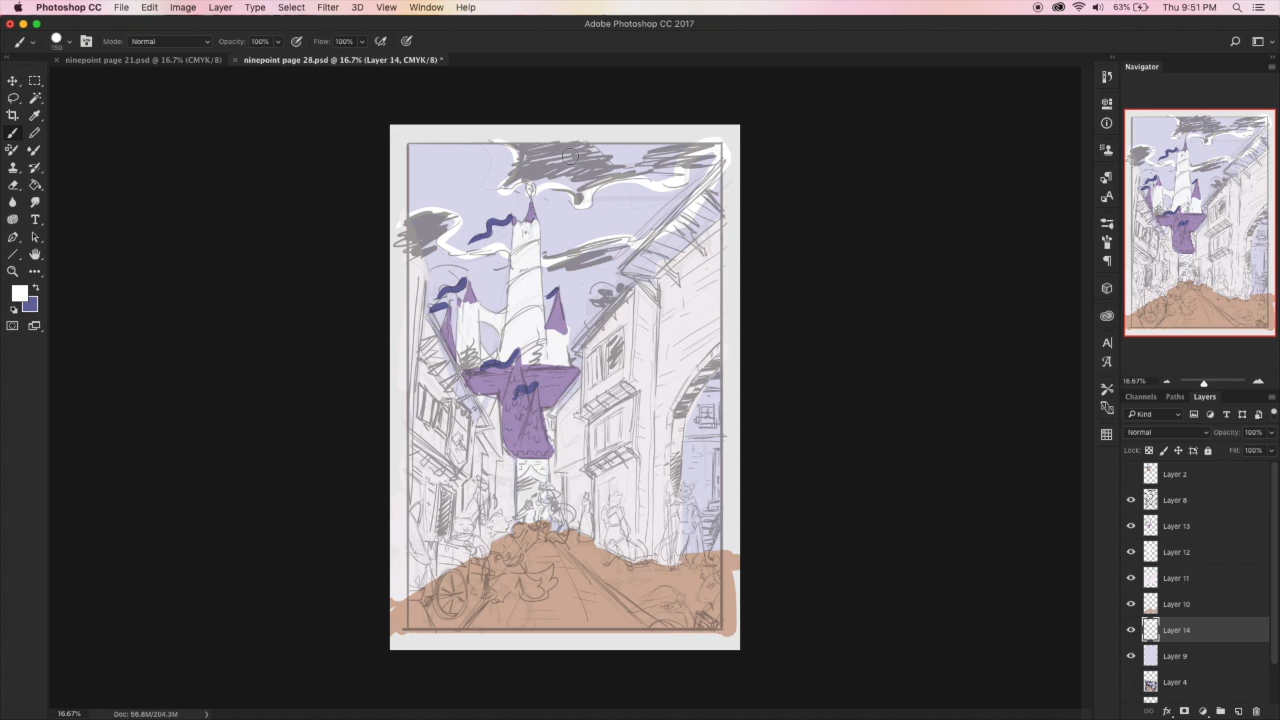 Photoshop CC File Edit Image Layer Type Select Filter 3D View Window Help 63% Thu 9:51 PM
Adobe Photoshop CC 2017
150 Mode: Normal Opacity: 100% Flow: 100%
ninepoint page 21.psd @ 16.7% (CMYK/8) ninepoint page 28.psd @ 16.7% (Layer 14, CMYK/8) *
Navigator
16.67%
Channels Paths Layers
Kind
Normal Opacity: 100%
Lock: Fill: 100%
Layer 2
Layer 8
Layer 13
Layer 12
Layer 11
Layer 10
Layer 14
Layer 9
Layer 4
16.67% Doc: 56.8M/204.3M